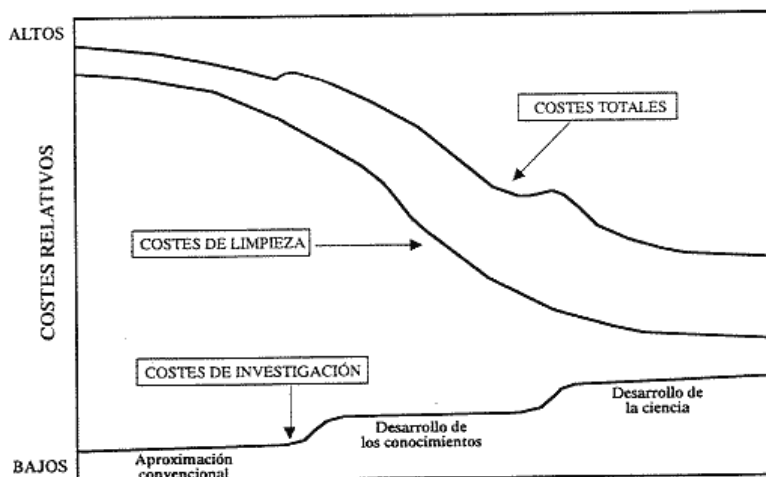 ALTOS
COSTES TOTALES
COSTES RELATIVOS
COSTES DE LIMPIEZA
COSTES DE INVESTIGACIÓN
Desarrollo de
la ciencia
Desarrollo de
los conocimientos
Aproximación
convencional
BAJOS